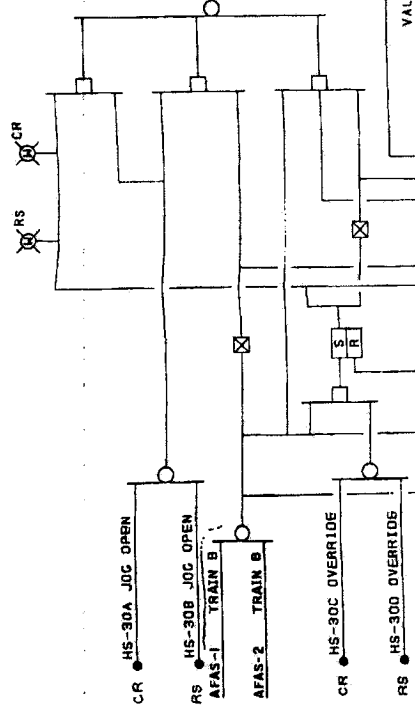 CR
W
RS
W
HS-30A JOG OPEN
CR
HS-30B JOG OPEN
RS
AFAS-1 TRAIN B
AFAS-2 TRAIN B
S
R
HS-30C OVERRIDE
CR
HS-30D OVERRIDE
RS